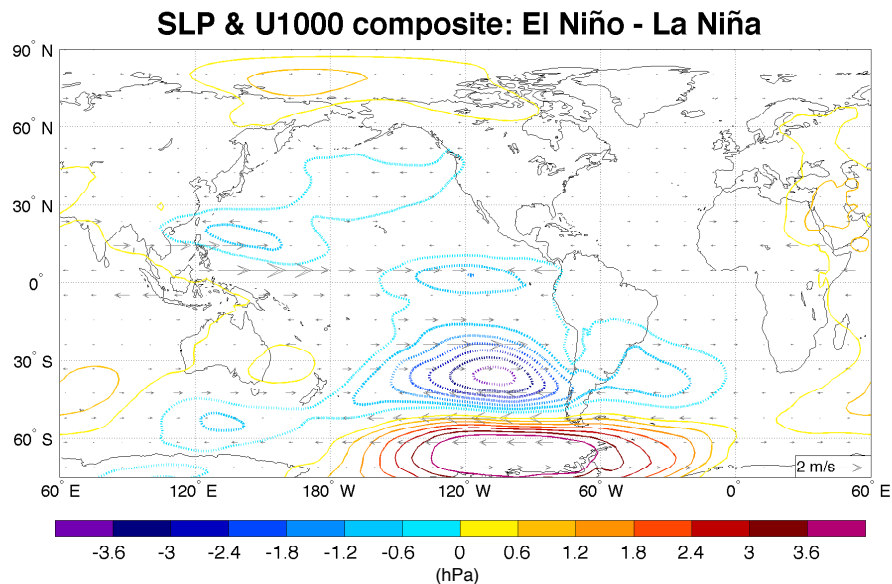 SLP & U1000 composite: El Niño - La Niña
90° N
60° N
30° N
0°
30° S
60° S
2 m/s
60° E 120° E 180° W 120° W 60° W 0° 60° E
-3.6 -3 -2.4 -1.8 -1.2 -0.6 0 0.6 1.2 1.8 2.4 3 3.6
(hPa)